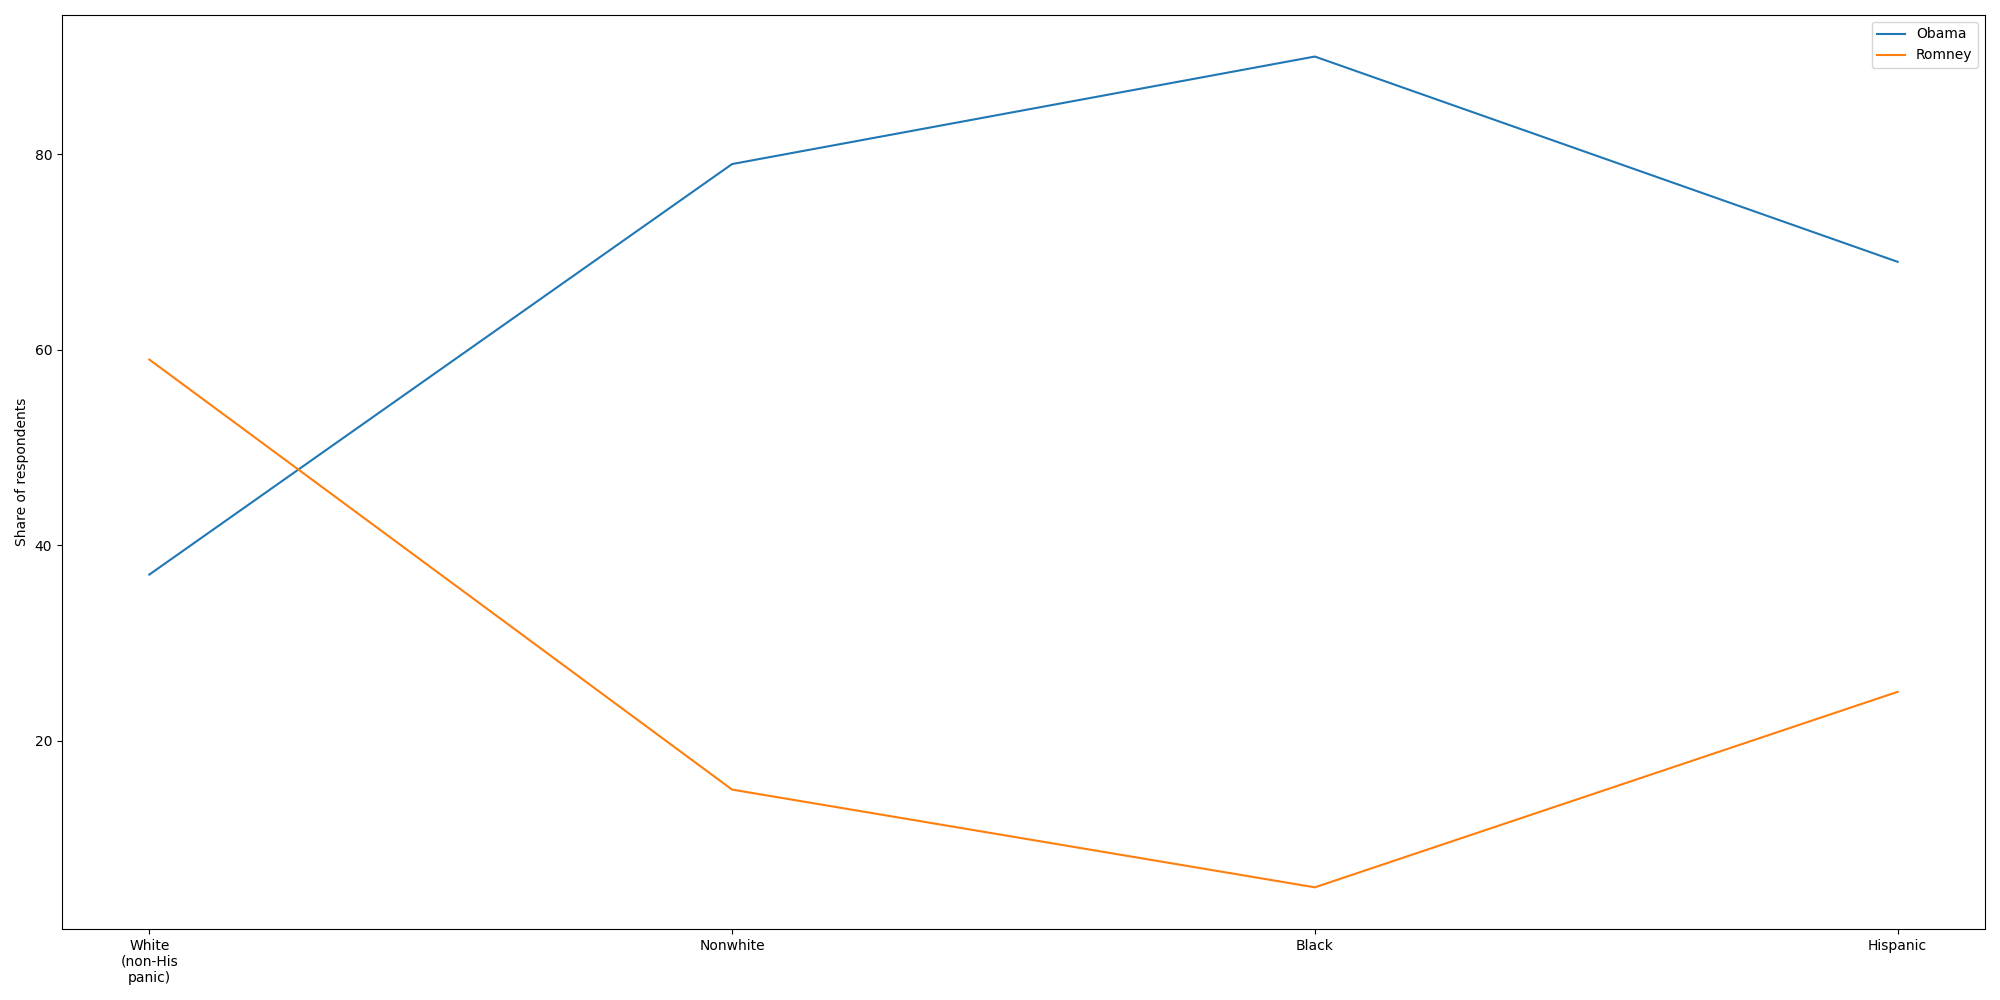 Obama
Romney
Share of respondents
80
60
40
20
White
(non-His
panic)
Nonwhite
Black
Hispanic